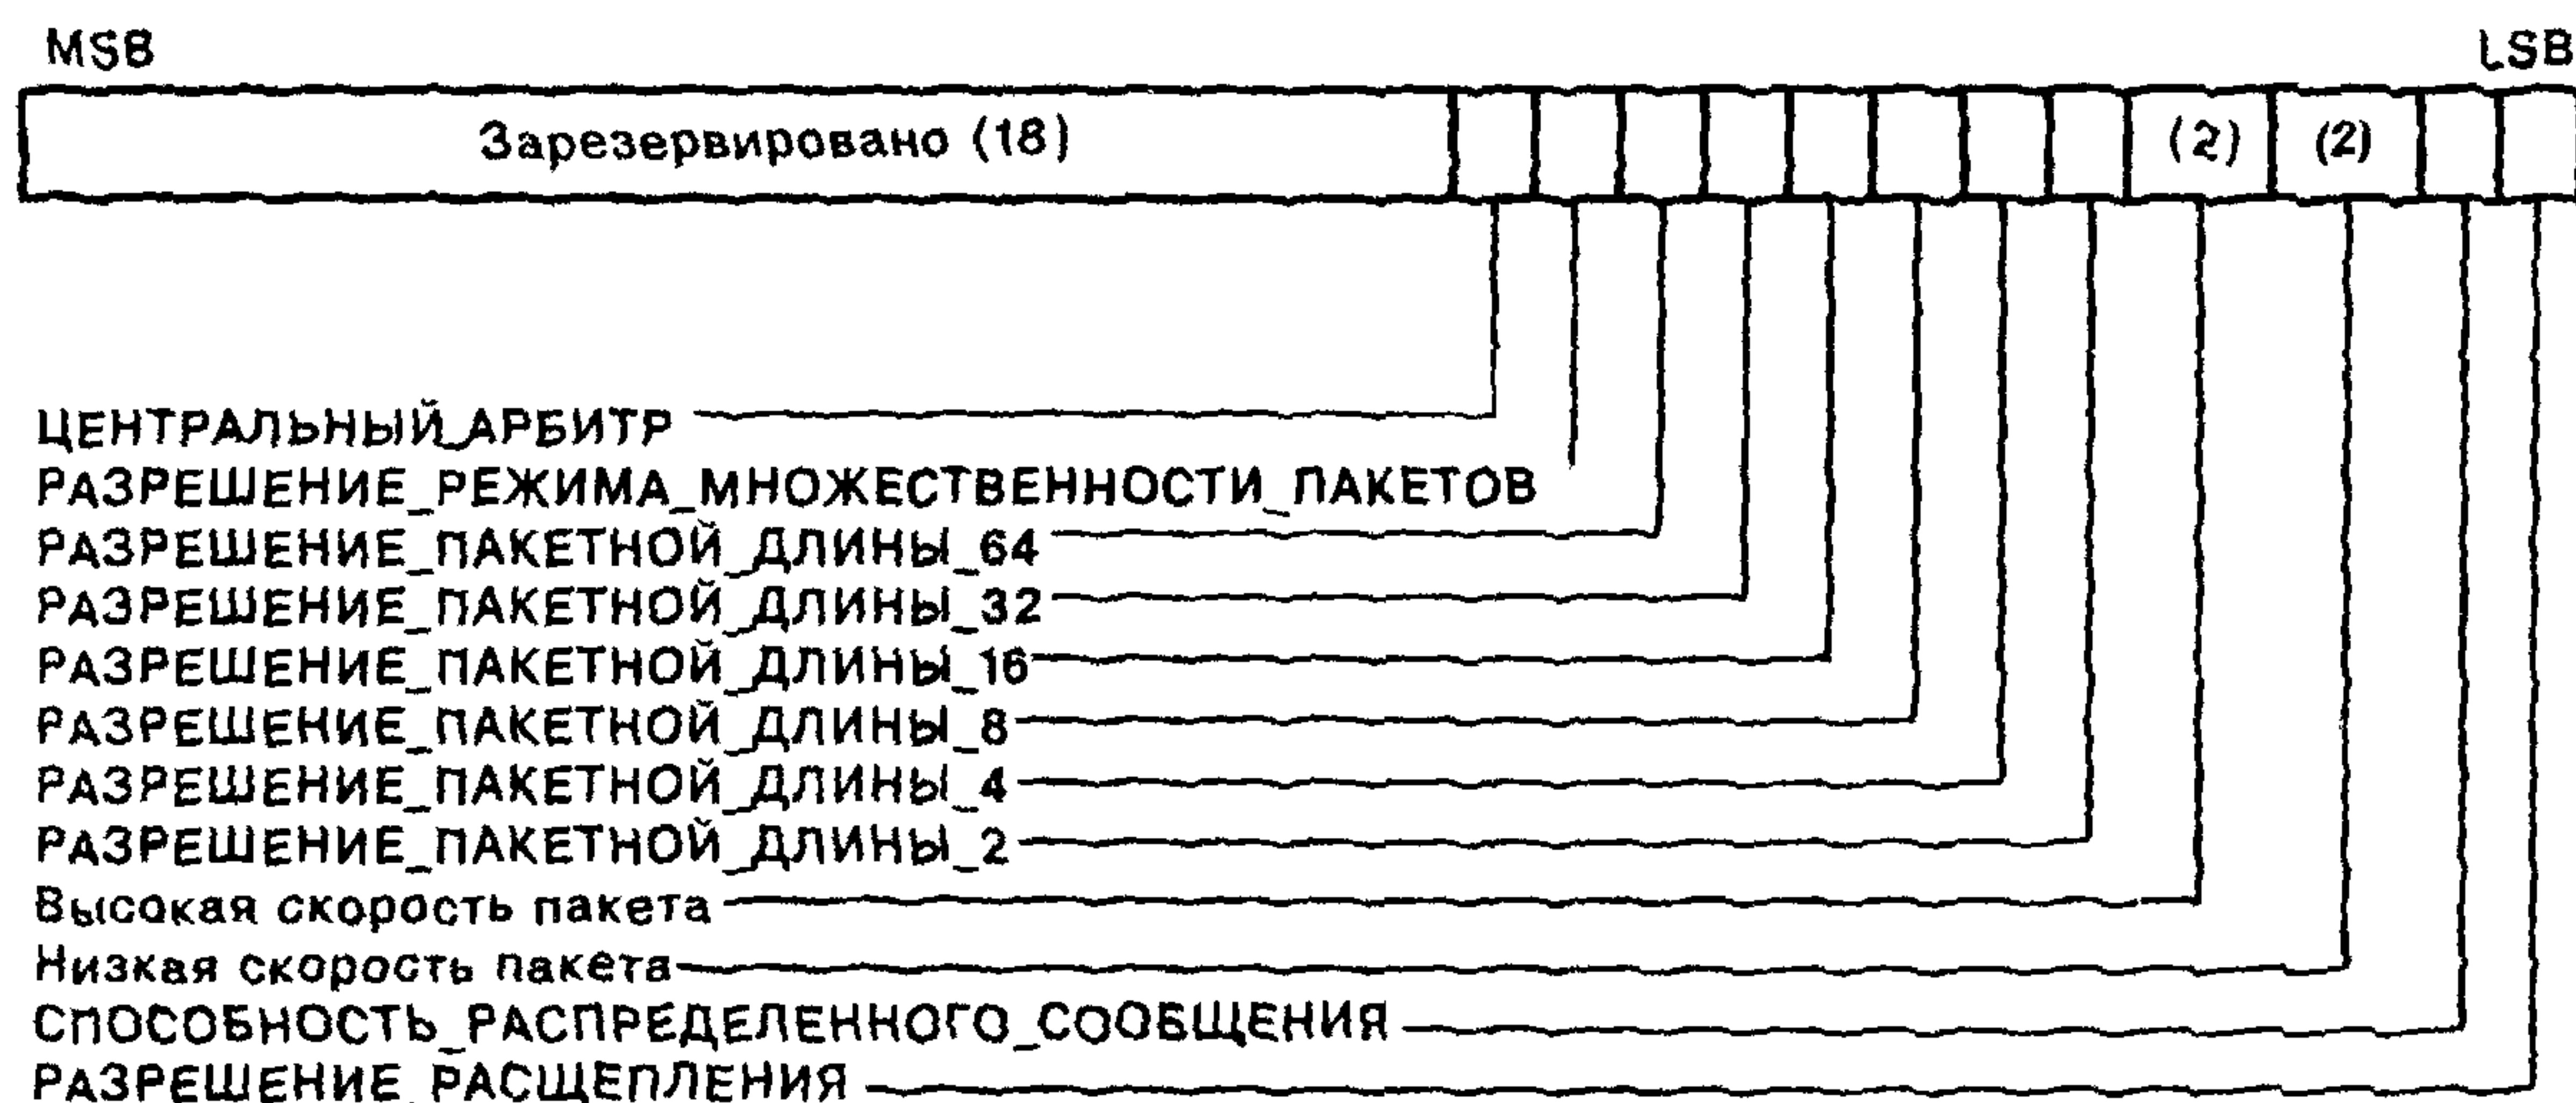 MSB LSB
Зарезервировано (18) (2) (2)
ЦЕНТРАЛЬНЫЙ_АРБИТР
РАЗРЕШЕНИЕ_РЕЖИМА_МНОЖЕСТВЕННОСТИ_ПАКЕТОВ
РАЗРЕШЕНИЕ_ПАКЕТНОЙ_ДЛИНЫ_64
РАЗРЕШЕНИЕ_ПАКЕТНОЙ_ДЛИНЫ_32
РАЗРЕШЕНИЕ_ПАКЕТНОЙ_ДЛИНЫ_16
РАЗРЕШЕНИЕ_ПАКЕТНОЙ_ДЛИНЫ_8
РАЗРЕШЕНИЕ_ПАКЕТНОЙ_ДЛИНЫ_4
РАЗРЕШЕНИЕ_ПАКЕТНОЙ_ДЛИНЫ_2
Высокая скорость пакета
Низкая скорость пакета
СПОСОБНОСТЬ_РАСПРЕДЕЛЕННОГО_СООБЩЕНИЯ
РАЗРЕШЕНИЕ_РАСЩЕПЛЕНИЯ